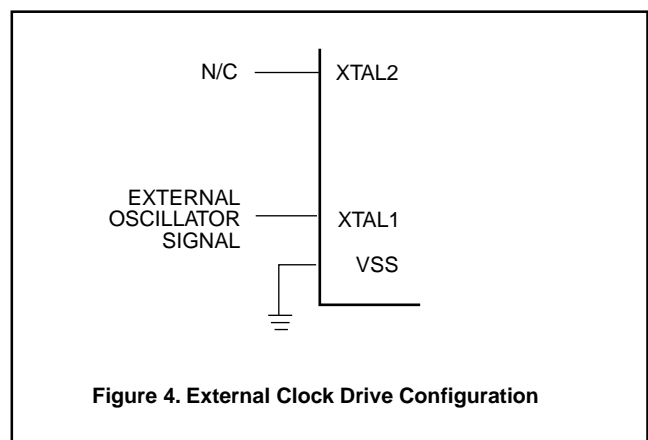 N/C
XTAL2
EXTERNAL
OSCILLATOR
SIGNAL
XTAL1
VSS
Figure 4. External Clock Drive Configuration